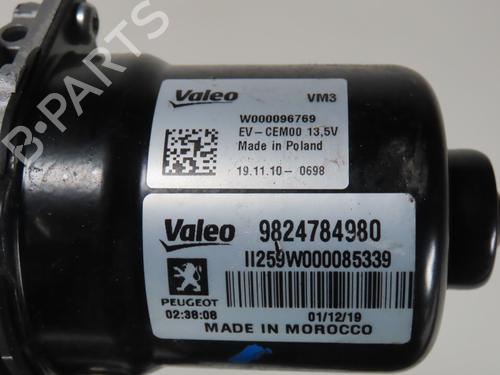 Valeo VM3
W000096769
EV-CEM00 13,5V
Made in Poland
19.11.10- 0698
Valeo 9824784980
II259W000085339
PEUGEOT
02:38:08 01/12/19
MADE IN MOROCCO
B-PARTS